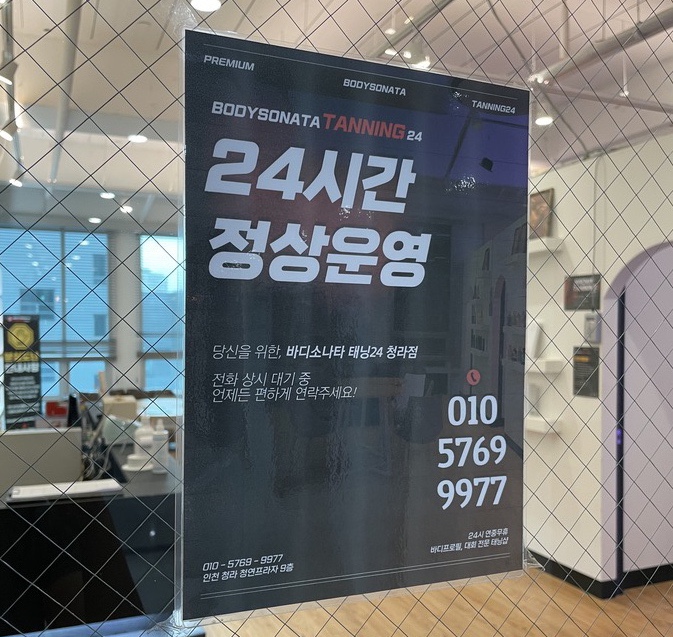 PREMIUM
BODYSONATA
TANNING24
BODYSONATA TANNING 24
24시간
정상운영
당신을 위한, 바디소나타 태닝24 청라점
전화 상시 대기 중
언제든 편하게 연락주세요!
010
5769
9977
24시 연중무휴
바디프로필, 대회 전문 태닝샵
010 - 5769 - 9977
인천 청라 정연프라자 9층